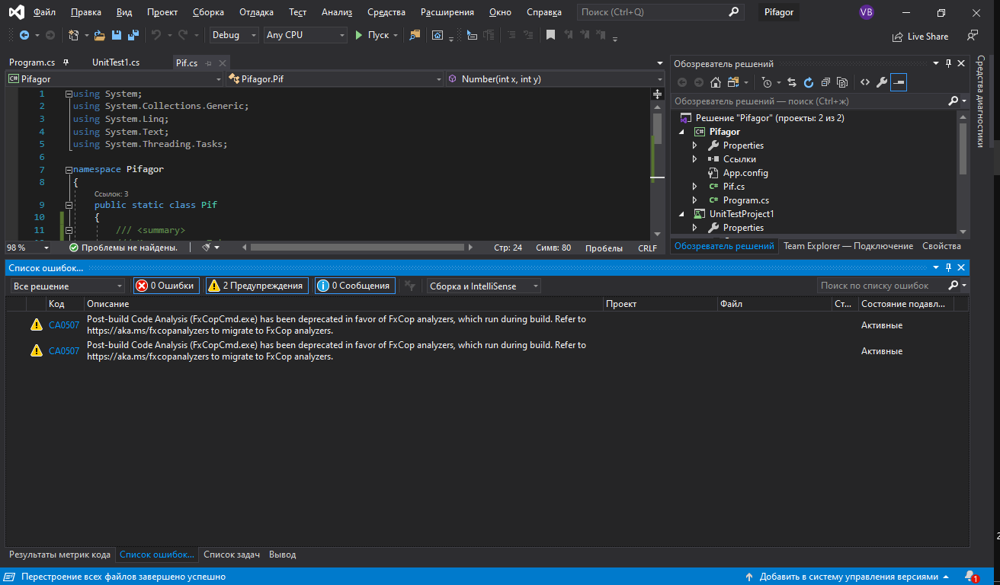 Файл Правка Вид Проект Сборка Отладка Тест Анализ Средства Расширения Окно Справка Поиск (Ctrl+Q) Pifagor VB
Debug Any CPU Пуск Live Share
Program.cs UnitTest1.cs Pif.cs
C# Pifagor Pifagor.Pif Number(int x, int y)
1 using System;
2 using System.Collections.Generic;
3 using System.Linq;
4 using System.Text;
5 using System.Threading.Tasks;
6
7 namespace Pifagor
8 {
Ссылок: 3
9 public static class Pif
10 {
11 /// <summary>
98 % Проблемы не найдены. Стр: 24 Симв: 80 Пробелы CRLF
Обозреватель решений
Обозреватель решений — поиск (Ctrl+ж)
Решение "Pifagor" (проекты: 2 из 2)
C# Pifagor
Properties
Ссылки
App.config
C# Pif.cs
C# Program.cs
UnitTestProject1
Properties
Обозреватель решений Team Explorer — Подключение Свойства
Средства диагностики
Список ошибок...
Все решение 0 Ошибки 2 Предупреждения 0 Сообщения Сборка и IntelliSense Поиск по списку ошибок
Код Описание Проект Файл Ст... Состояние подавл...
CA0507 Post-build Code Analysis (FxCopCmd.exe) has been deprecated in favor of FxCop analyzers, which run during build. Refer to
https://aka.ms/fxcopanalyzers to migrate to FxCop analyzers. Активные
CA0507 Post-build Code Analysis (FxCopCmd.exe) has been deprecated in favor of FxCop analyzers, which run during build. Refer to
https://aka.ms/fxcopanalyzers to migrate to FxCop analyzers. Активные
Результаты метрик кода Список ошибок... Список задач Вывод
Перестроение всех файлов завершено успешно Добавить в систему управления версиями 1